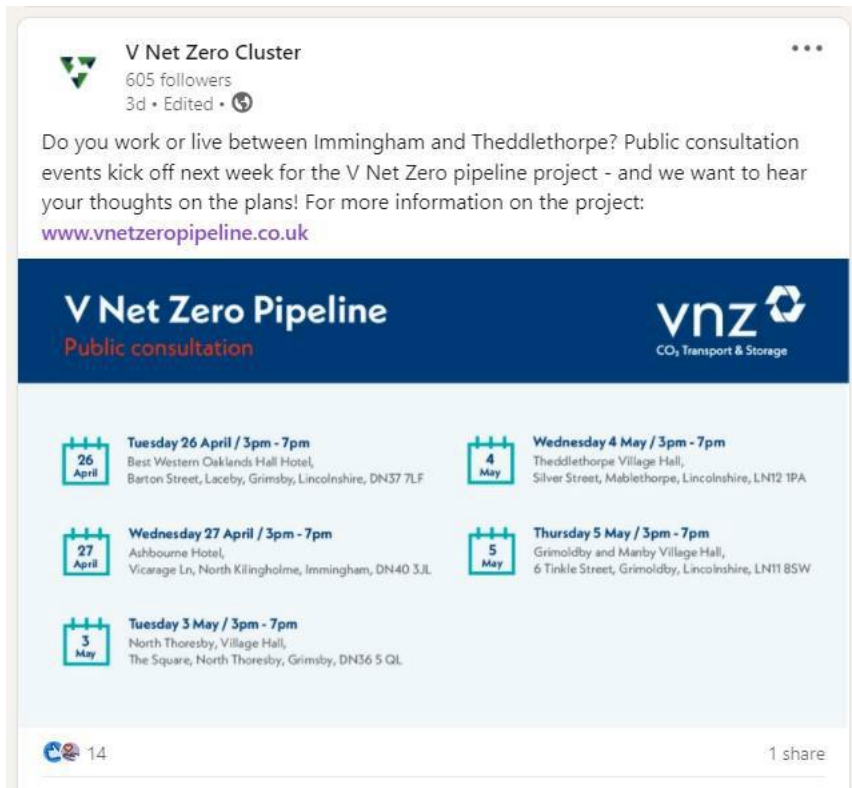 V Net Zero Cluster
605 followers
3d • Edited •
Do you work or live between Immingham and Theddlethorpe? Public consultation
events kick off next week for the V Net Zero pipeline project - and we want to hear
your thoughts on the plans! For more information on the project:
www.vnetzeropipeline.co.uk
V Net Zero Pipeline
Public consultation
vnz
CO₂ Transport & Storage
26
April
Tuesday 26 April / 3pm - 7pm
Best Western Oaklands Hall Hotel,
Barton Street, Laceby, Grimsby, Lincolnshire, DN37 7LF
27
April
Wednesday 27 April / 3pm - 7pm
Ashbourne Hotel,
Vicarage Ln, North Kilingholme, Immingham, DN40 3JL
3
May
Tuesday 3 May / 3pm - 7pm
North Thoresby, Village Hall,
The Square, North Thoresby, Grimsby, DN36 5 QL
4
May
Wednesday 4 May / 3pm - 7pm
Theddlethorpe Village Hall,
Silver Street, Mablethorpe, Lincolnshire, LN12 1PA
5
May
Thursday 5 May / 3pm - 7pm
Grimoldby and Manby Village Hall,
6 Tinkle Street, Grimoldby, Lincolnshire, LN11 8SW
14
1 share